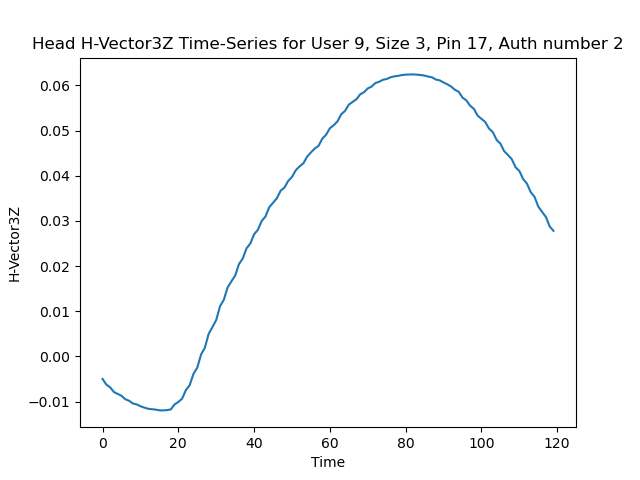 Head H-Vector3Z Time-Series for User 9, Size 3, Pin 17, Auth number 2
0.06
0.05
0.04
0.03
0.02
0.01
0.00
−0.01
H-Vector3Z
0 20 40 60 80 100 120
Time